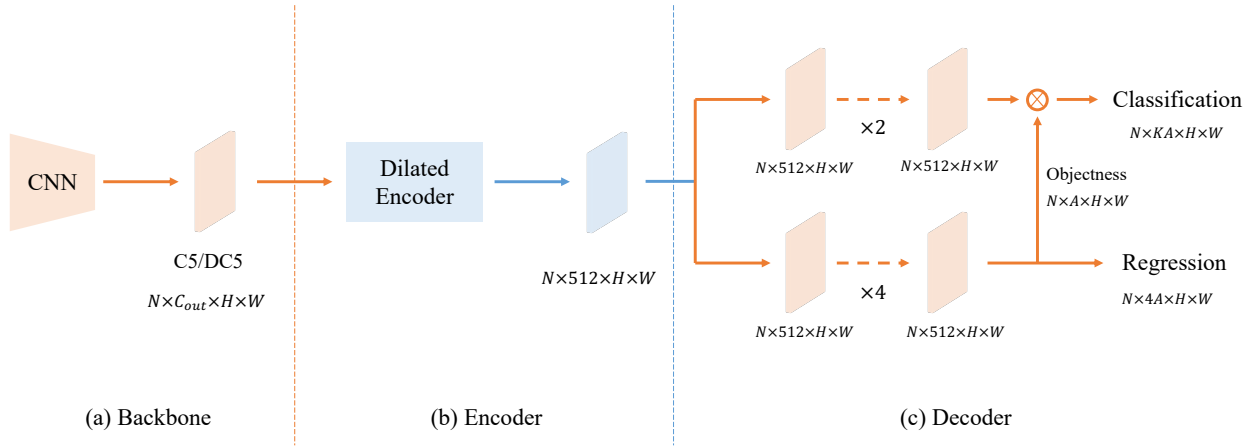 CNN
C5/DC5
N×C_out×H×W
(a) Backbone
Dilated
Encoder
N×512×H×W
(b) Encoder
×2
N×512×H×W
N×512×H×W
Classification
N×KA×H×W
Objectness
N×A×H×W
×4
N×512×H×W
N×512×H×W
Regression
N×4A×H×W
(c) Decoder